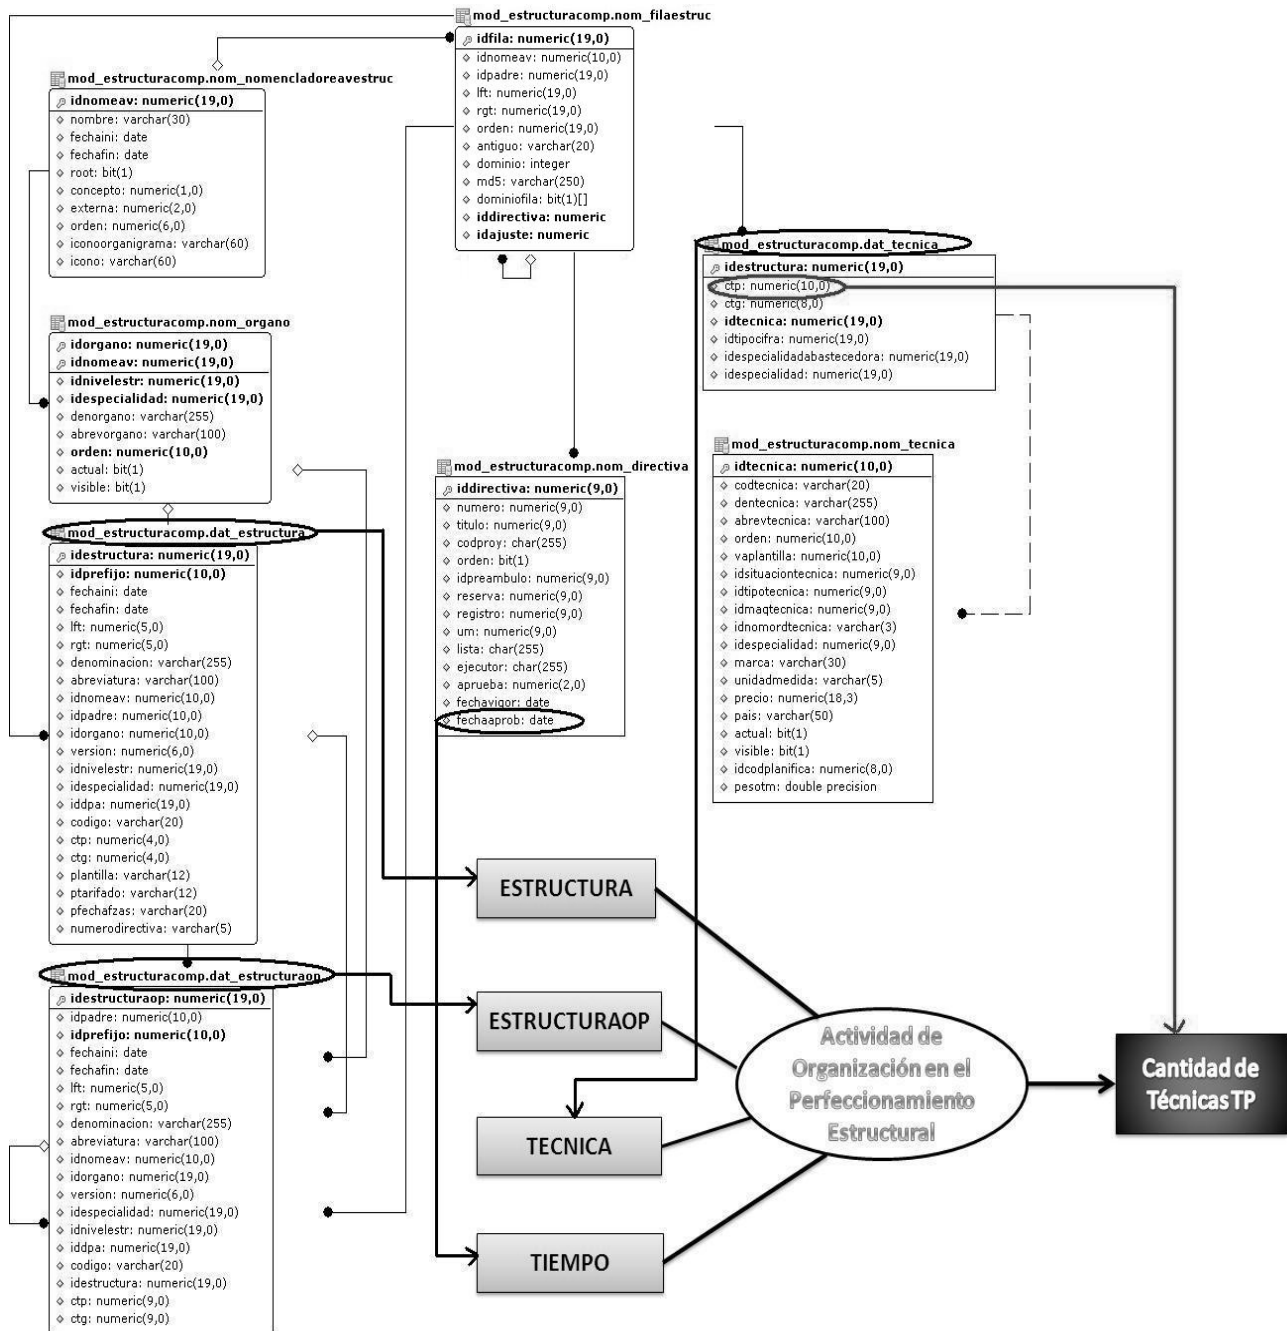 mod_estructuracomp.nom_filaestruc
idfila: numeric(19,0)
idnomeav: numeric(10,0)
idpadre: numeric(19,0)
lft: numeric(19,0)
rgt: numeric(19,0)
orden: numeric(19,0)
antiguo: varchar(20)
dominio: integer
md5: varchar(250)
dominiofila: bit(1)[]
iddirectiva: numeric
idajuste: numeric
mod_estructuracomp.nom_nomencladoreavestruc
idnomeav: numeric(19,0)
nombre: varchar(30)
fechaini: date
fechafin: date
root: bit(1)
concepto: numeric(1,0)
externa: numeric(2,0)
orden: numeric(6,0)
iconoorganigrama: varchar(60)
icono: varchar(60)
mod_estructuracomp.dat_tecnica
idestructura: numeric(19,0)
ctp: numeric(10,0)
ctg: numeric(8,0)
idtecnica: numeric(19,0)
idtipocifra: numeric(19,0)
idespecialidadabastecedora: numeric(19,0)
idespecialidad: numeric(19,0)
mod_estructuracomp.nom_organo
idorgano: numeric(19,0)
idnomeav: numeric(19,0)
idnivelestr: numeric(19,0)
idespecialidad: numeric(19,0)
denorgano: varchar(255)
abrevorgano: varchar(100)
orden: numeric(10,0)
actual: bit(1)
visible: bit(1)
mod_estructuracomp.nom_tecnica
idtecnica: numeric(10,0)
codtecnica: varchar(20)
dentecnica: varchar(255)
abrevtecnica: varchar(100)
orden: numeric(10,0)
vaplantilla: numeric(10,0)
idsituaciontecnica: numeric(9,0)
idtipotecnica: numeric(9,0)
idmaqtecnica: numeric(9,0)
idnomordtecnica: varchar(3)
idespecialidad: numeric(9,0)
marca: varchar(30)
unidadmedida: varchar(5)
precio: numeric(18,3)
pais: varchar(50)
actual: bit(1)
visible: bit(1)
idcodplanifica: numeric(8,0)
pesotm: double precision
mod_estructuracomp.nom_directiva
iddirectiva: numeric(9,0)
numero: numeric(9,0)
titulo: numeric(9,0)
codproy: char(255)
orden: bit(1)
idpreambulo: numeric(9,0)
reserva: numeric(9,0)
registro: numeric(9,0)
um: numeric(9,0)
lista: char(255)
ejecutor: char(255)
aprueba: numeric(2,0)
fechavigor: date
fechaaprob: date
mod_estructuracomp.dat_estructura
idestructura: numeric(19,0)
idprefijo: numeric(10,0)
fechaini: date
fechafin: date
lft: numeric(5,0)
rgt: numeric(5,0)
denominacion: varchar(255)
abreviatura: varchar(100)
idnomeav: numeric(10,0)
idpadre: numeric(10,0)
idorgano: numeric(10,0)
version: numeric(6,0)
idnivelestr: numeric(19,0)
idespecialidad: numeric(19,0)
iddpa: numeric(19,0)
codigo: varchar(20)
ctp: numeric(4,0)
ctg: numeric(4,0)
plantilla: varchar(12)
ptarifado: varchar(12)
pfechafzas: varchar(20)
numerodirectiva: varchar(5)
mod_estructuracomp.dat_estructuraop
idestructuraop: numeric(19,0)
idpadre: numeric(10,0)
idprefijo: numeric(10,0)
fechaini: date
fechafin: date
lft: numeric(5,0)
rgt: numeric(5,0)
denominacion: varchar(255)
abreviatura: varchar(100)
idnomeav: numeric(10,0)
idorgano: numeric(19,0)
version: numeric(6,0)
idespecialidad: numeric(19,0)
idnivelestr: numeric(19,0)
iddpa: numeric(19,0)
codigo: varchar(20)
idestructura: numeric(19,0)
ctp: numeric(9,0)
ctg: numeric(9,0)
ESTRUCTURA
ESTRUCTURAOP
TECNICA
TIEMPO
Actividad de
Organización en el
Perfeccionamiento
Estructural
Cantidad de
Técnicas TP